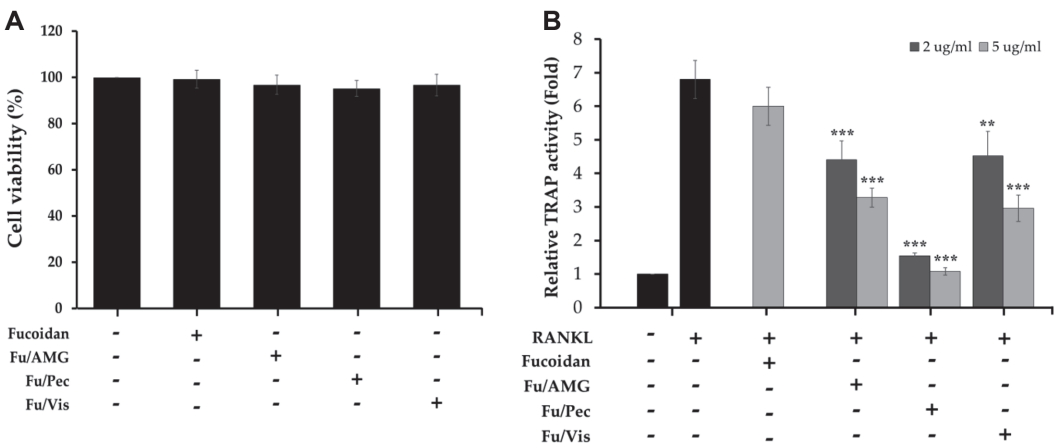 A
Cell viability (%)
120
100
80
60
40
20
0
Fucoidan - + - - -
Fu/AMG - - + - -
Fu/Pec - - - + -
Fu/Vis - - - - +
B
Relative TRAP activity (Fold)
8
7
6
5
4
3
2
1
0
2 ug/ml 5 ug/ml
*** *** *** *** ** ***
RANKL - + + + + +
Fucoidan - - + - - -
Fu/AMG - - - + - -
Fu/Pec - - - - + -
Fu/Vis - - - - - +